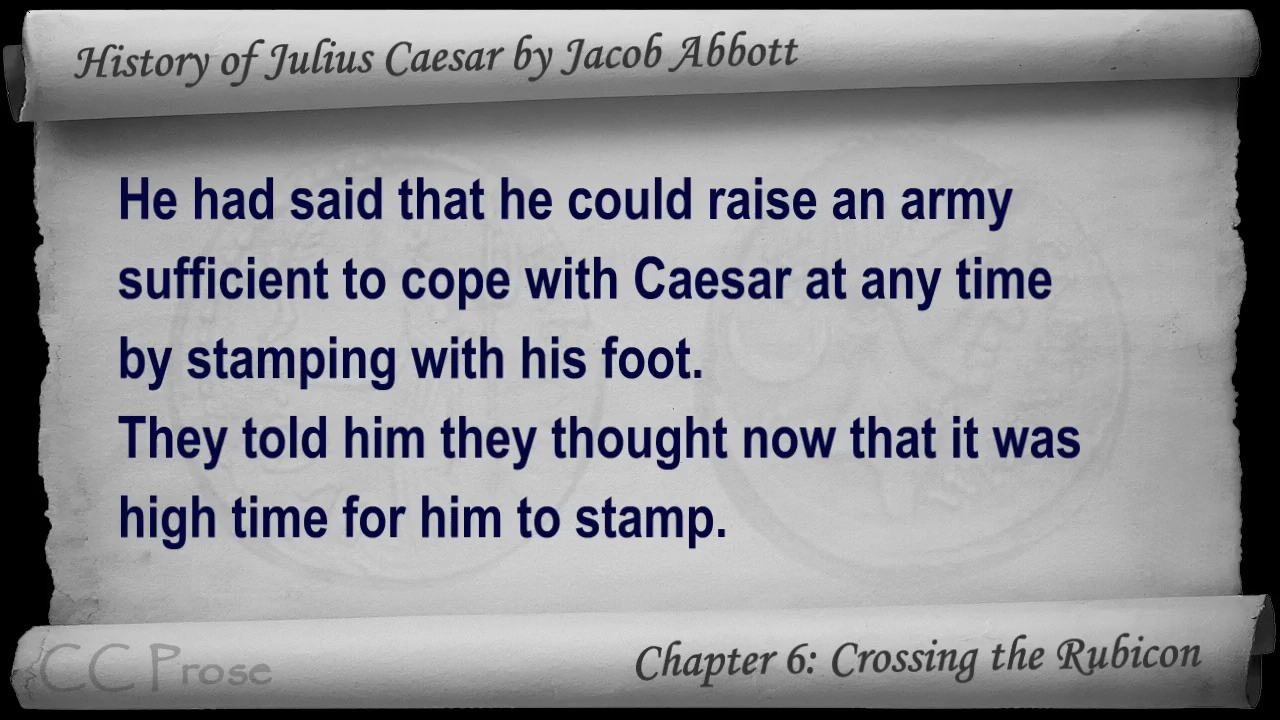 History of Julius Caesar by Jacob Abbott
He had said that he could raise an army
sufficient to cope with Caesar at any time
by stamping with his foot.
They told him they thought now that it was
high time for him to stamp.
CC Prose
Chapter 6: Crossing the Rubicon